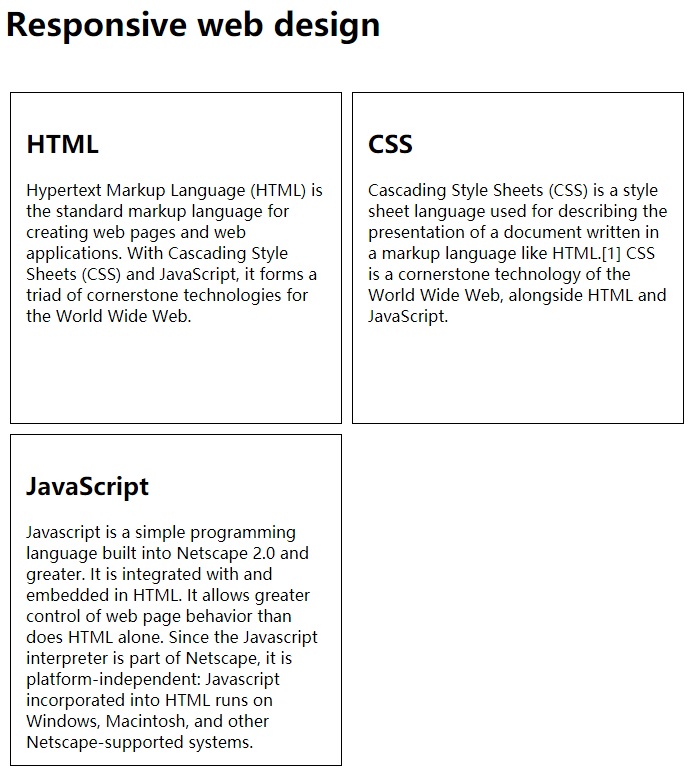 Responsive web design
HTML
Hypertext Markup Language (HTML) is
the standard markup language for
creating web pages and web
applications. With Cascading Style
Sheets (CSS) and JavaScript, it forms a
triad of cornerstone technologies for
the World Wide Web.
CSS
Cascading Style Sheets (CSS) is a style
sheet language used for describing the
presentation of a document written in
a markup language like HTML.[1] CSS
is a cornerstone technology of the
World Wide Web, alongside HTML and
JavaScript.
JavaScript
Javascript is a simple programming
language built into Netscape 2.0 and
greater. It is integrated with and
embedded in HTML. It allows greater
control of web page behavior than
does HTML alone. Since the Javascript
interpreter is part of Netscape, it is
platform-independent: Javascript
incorporated into HTML runs on
Windows, Macintosh, and other
Netscape-supported systems.